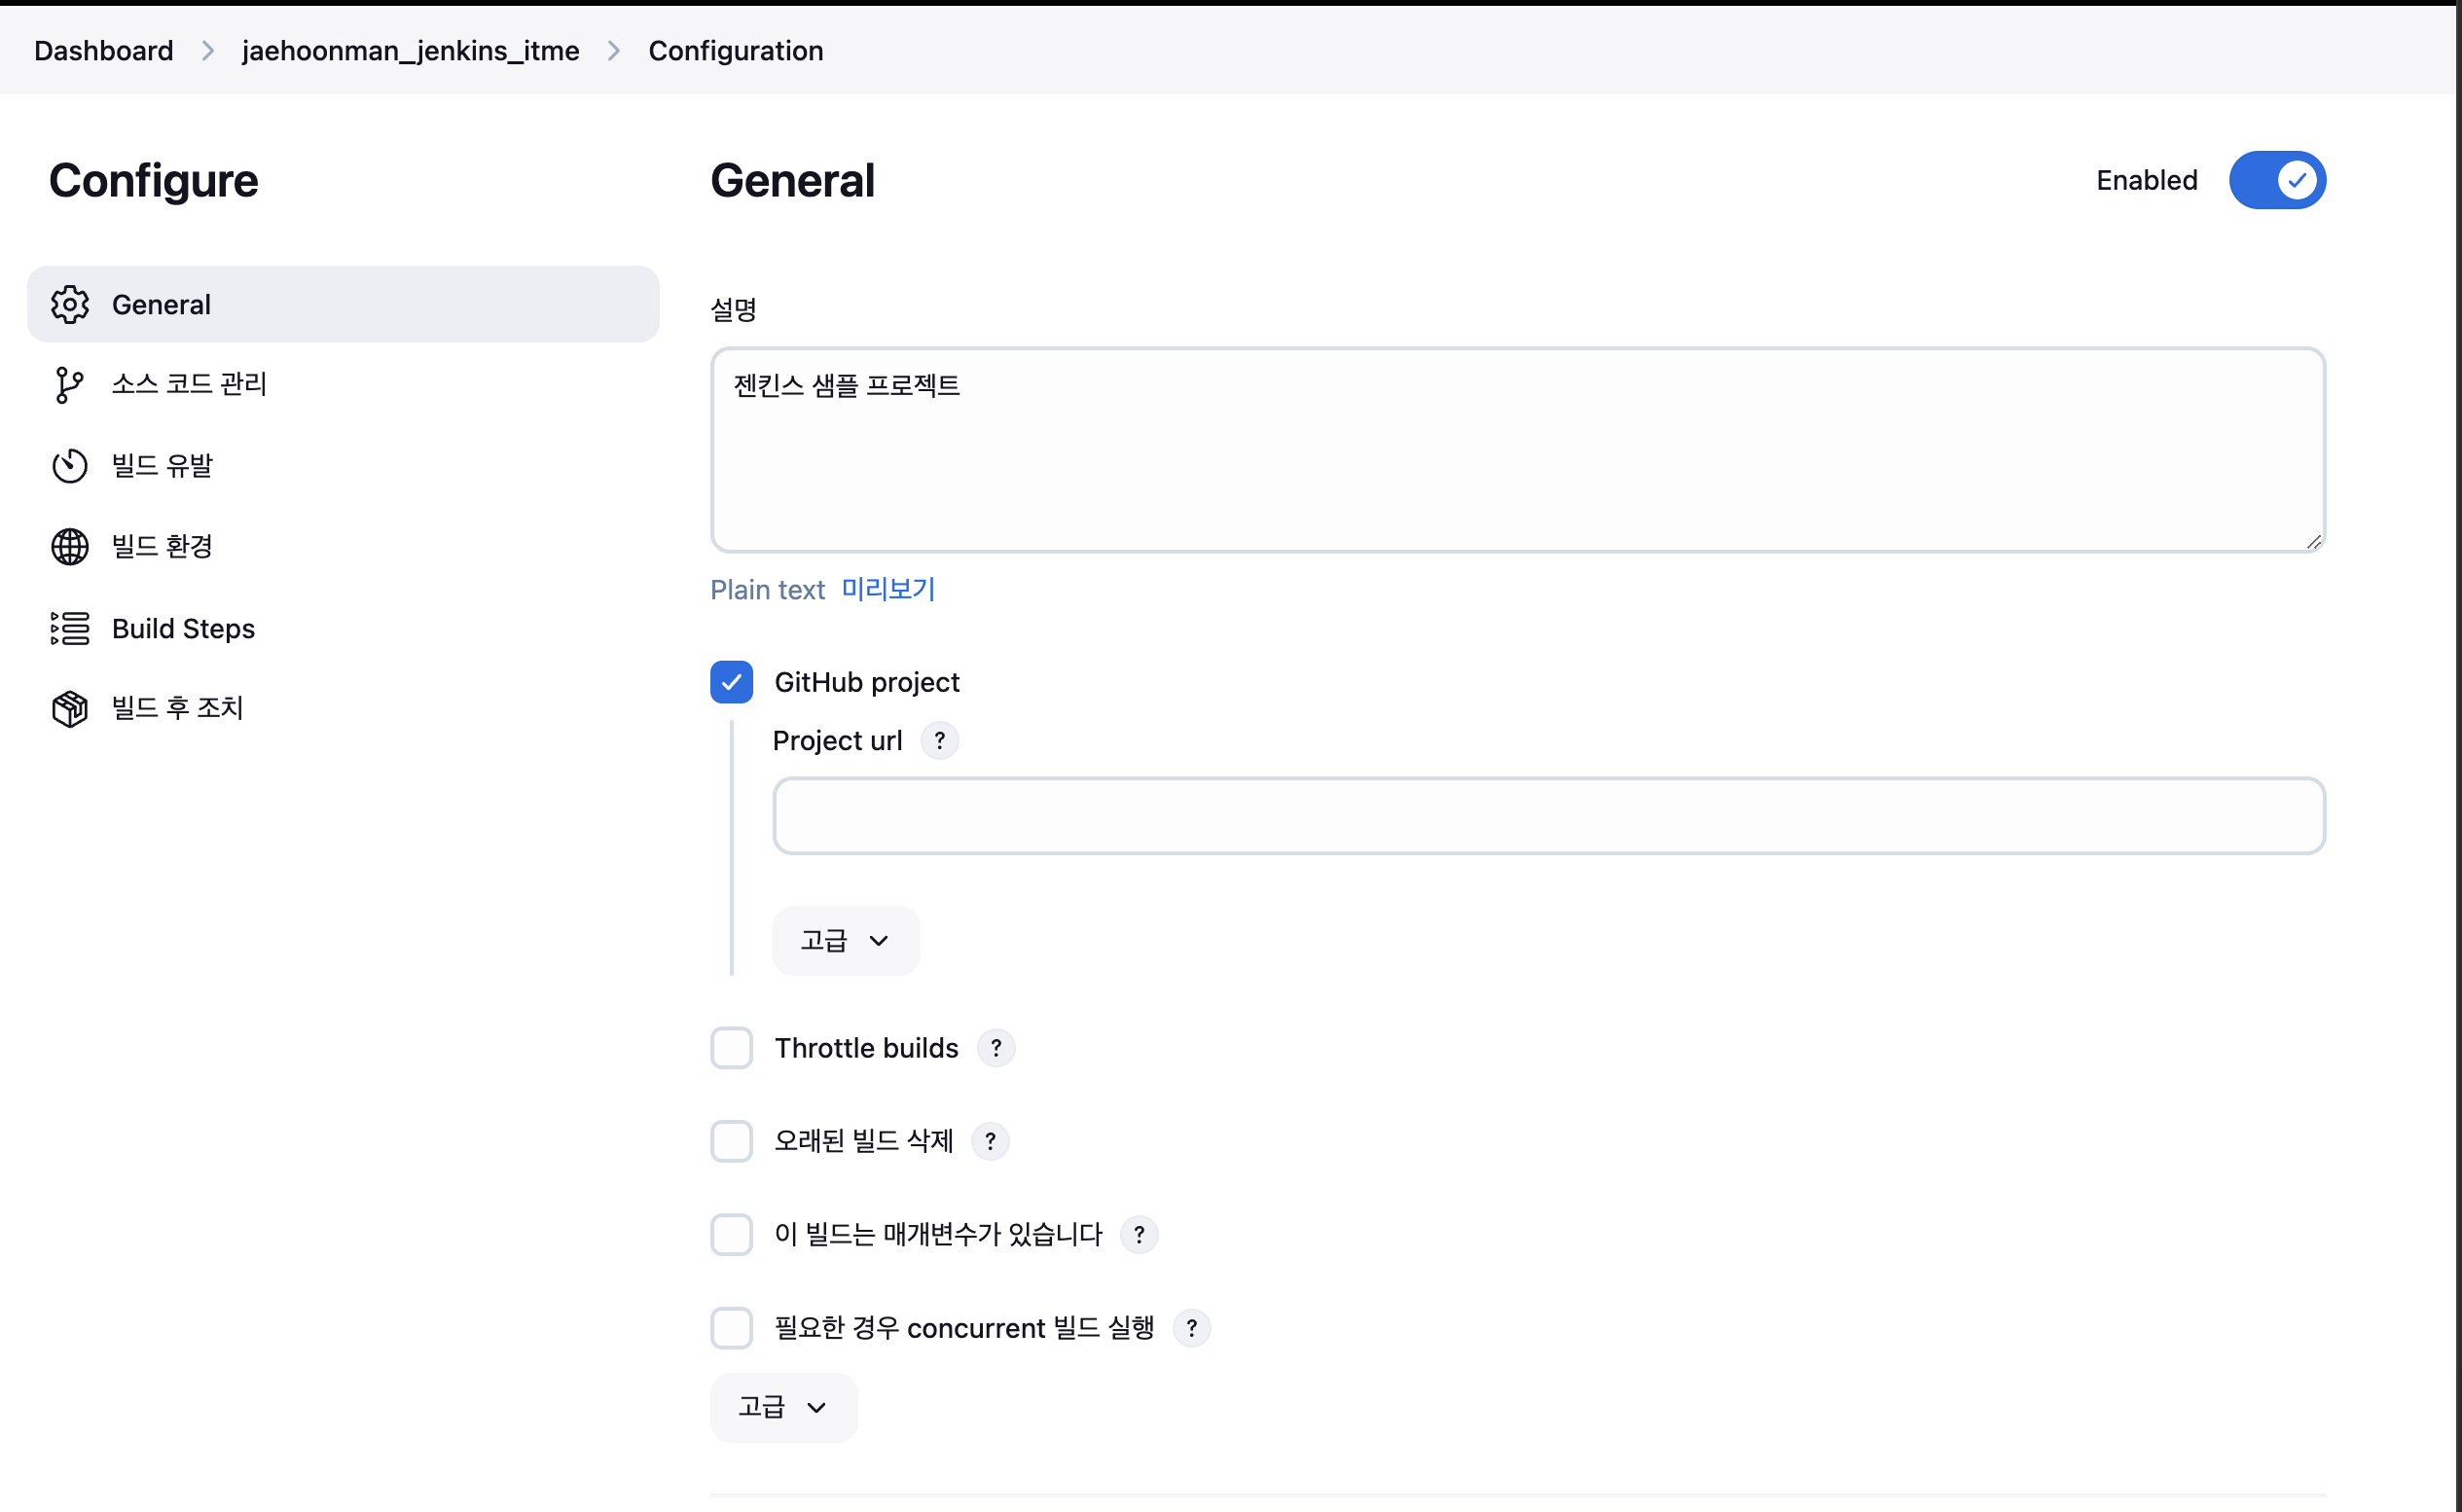 Dashboard > jaehoonman_jenkins_itme > Configuration
Configure
General
소스 코드 관리
빌드 유발
빌드 환경
Build Steps
빌드 후 조치
General
Enabled
설명
젠킨스 샘플 프로젝트
Plain text 미리보기
GitHub project
Project url ?
고급
Throttle builds ?
오래된 빌드 삭제 ?
이 빌드는 매개변수가 있습니다 ?
필요한 경우 concurrent 빌드 실행 ?
고급